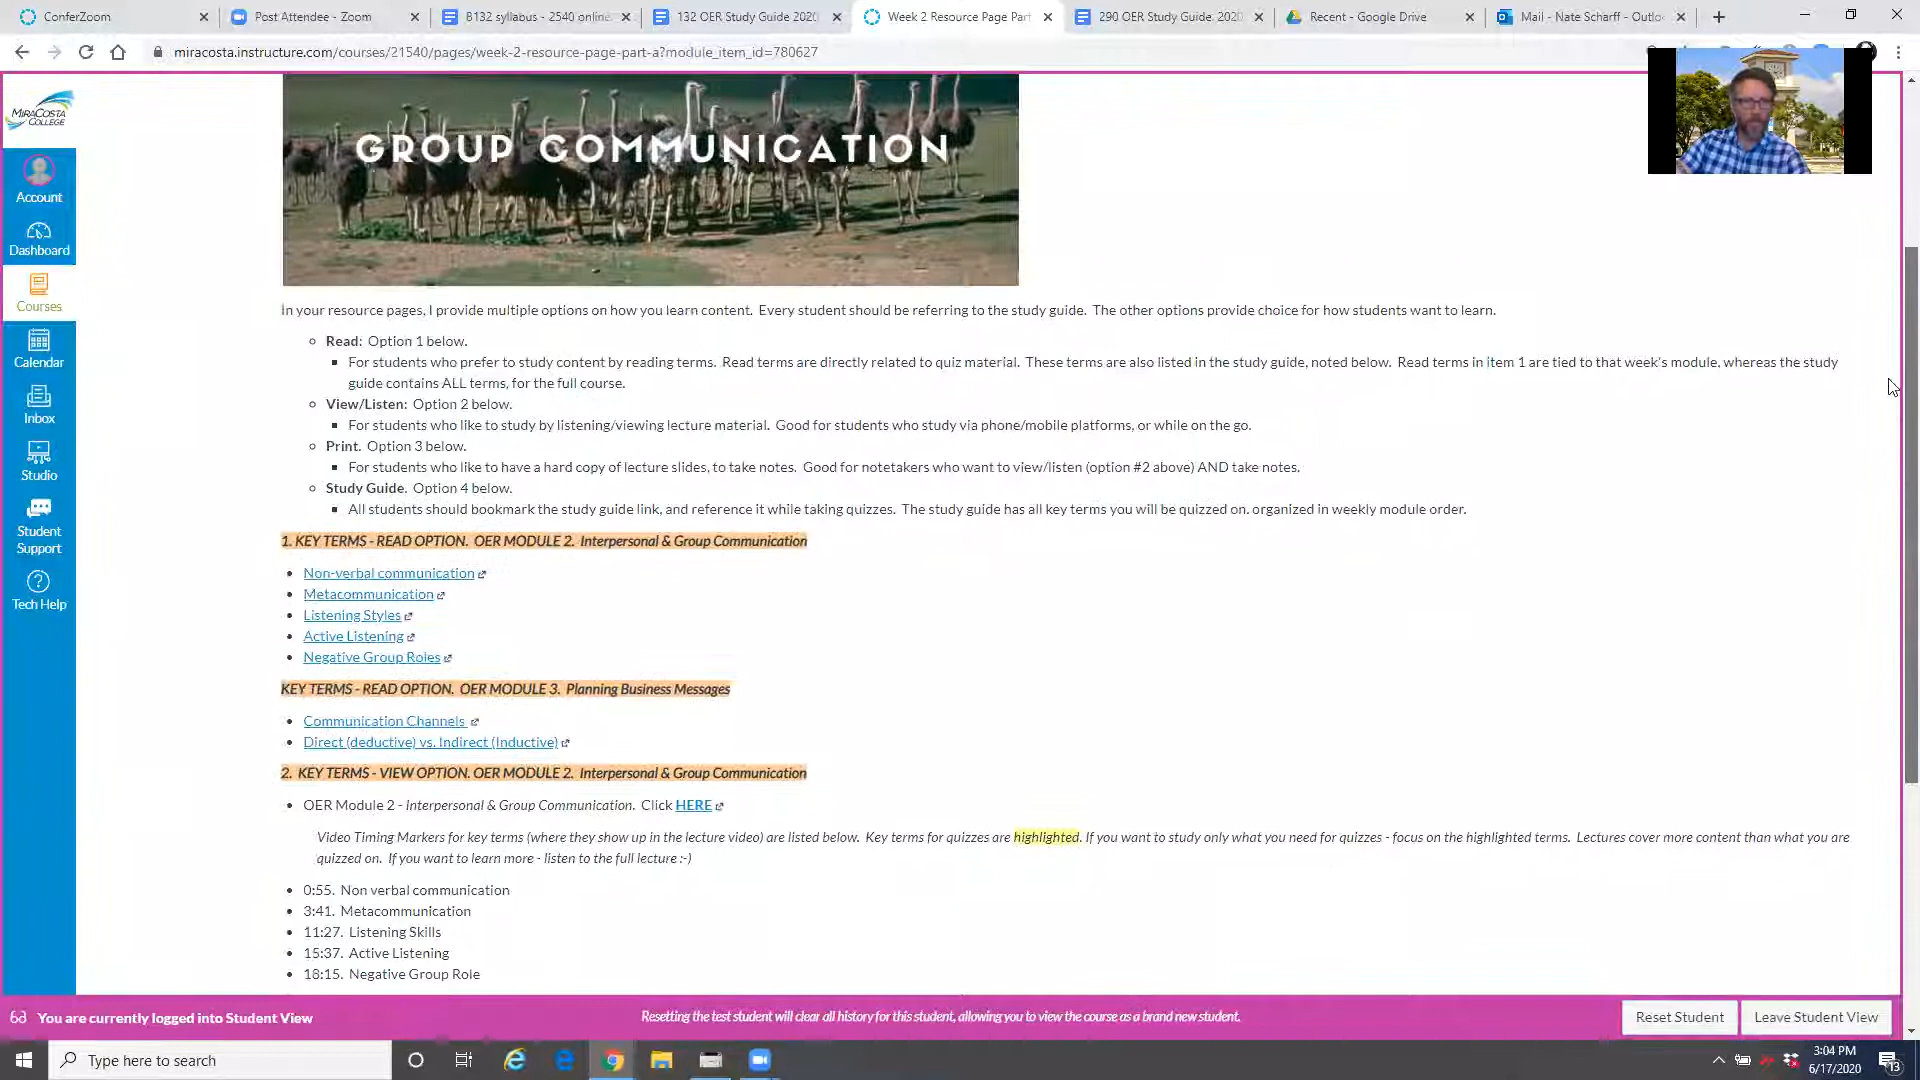 ConferZoom
Post Attendee - Zoom
B132 syllabus - 2540 online
132 OER Study Guide 2020
Week 2 Resource Page Part
290 OER Study Guide. 2020
Recent - Google Drive
Mail - Nate Scharff - Outlo
miracosta.instructure.com/courses/21540/pages/week-2-resource-page-part-a?module_item_id=780627
MIRACOSTA
COLLEGE
Account
Dashboard
Courses
Calendar
Inbox
Studio
Student
Support
Tech Help
GROUP COMMUNICATION
In your resource pages, I provide multiple options on how you learn content. Every student should be referring to the study guide. The other options provide choice for how students want to learn.
Read: Option 1 below.
For students who prefer to study content by reading terms. Read terms are directly related to quiz material. These terms are also listed in the study guide, noted below. Read terms in item 1 are tied to that week's module, whereas the study
guide contains ALL terms, for the full course.
View/Listen: Option 2 below.
For students who like to study by listening/viewing lecture material. Good for students who study via phone/mobile platforms, or while on the go.
Print. Option 3 below.
For students who like to have a hard copy of lecture slides, to take notes. Good for notetakers who want to view/listen (option #2 above) AND take notes.
Study Guide. Option 4 below.
All students should bookmark the study guide link, and reference it while taking quizzes. The study guide has all key terms you will be quizzed on. organized in weekly module order.
1. KEY TERMS - READ OPTION. OER MODULE 2. Interpersonal & Group Communication
Non-verbal communication
Metacommunication
Listening Styles
Active Listening
Negative Group Roles
KEY TERMS - READ OPTION. OER MODULE 3. Planning Business Messages
Communication Channels
Direct (deductive) vs. Indirect (Inductive)
2. KEY TERMS - VIEW OPTION. OER MODULE 2. Interpersonal & Group Communication
OER Module 2 - Interpersonal & Group Communication. Click HERE
Video Timing Markers for key terms (where they show up in the lecture video) are listed below. Key terms for quizzes are highlighted. If you want to study only what you need for quizzes - focus on the highlighted terms. Lectures cover more content than what you are
quizzed on. If you want to learn more - listen to the full lecture :-)
0:55. Non verbal communication
3:41. Metacommunication
11:27. Listening Skills
15:37. Active Listening
18:15. Negative Group Role
You are currently logged into Student View
Resetting the test student will clear all history for this student, allowing you to view the course as a brand new student.
Reset Student
Leave Student View
Type here to search
3:04 PM
6/17/2020
13